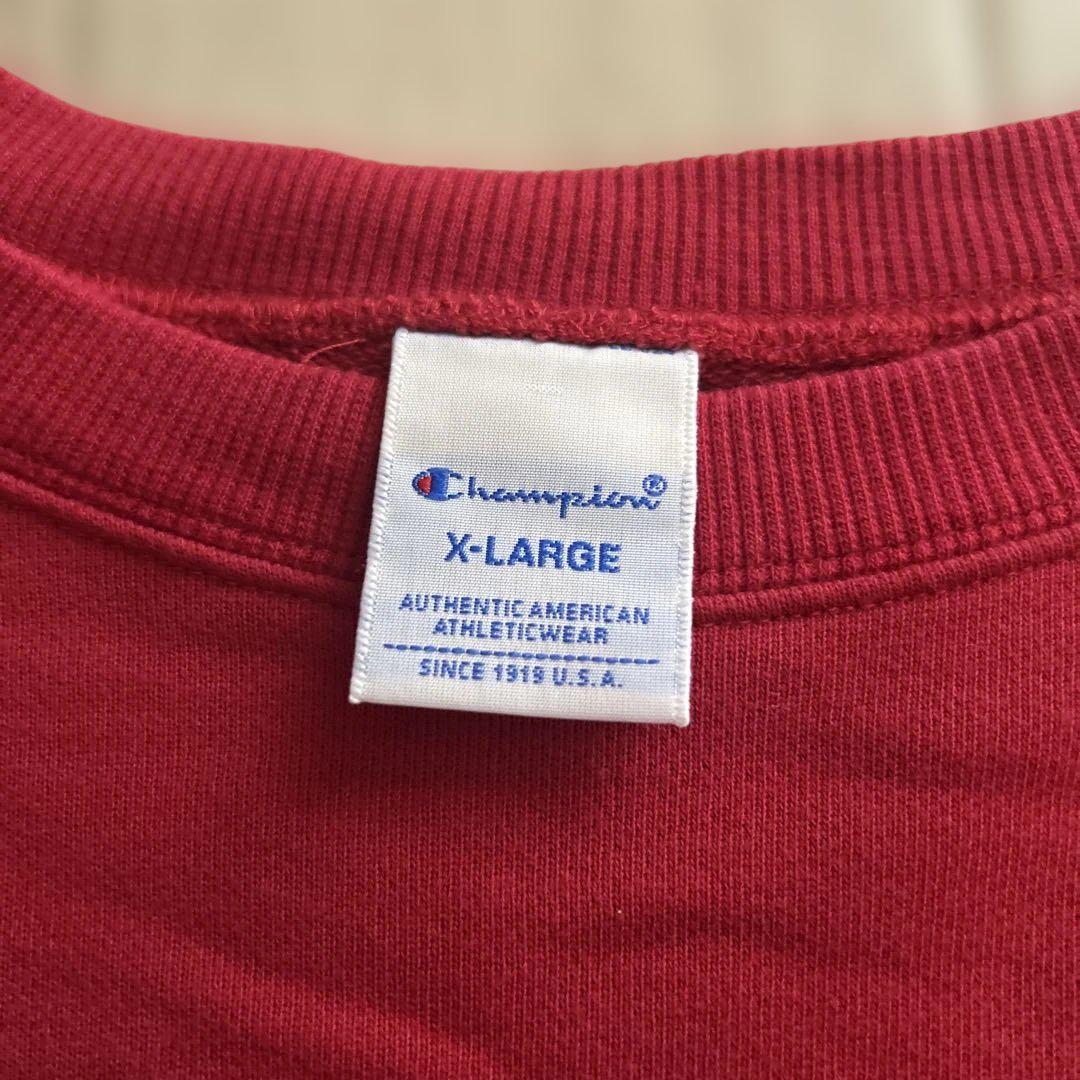 Champion®
X-LARGE
AUTHENTIC AMERICAN
ATHLETICWEAR
SINCE 1919 U.S.A.